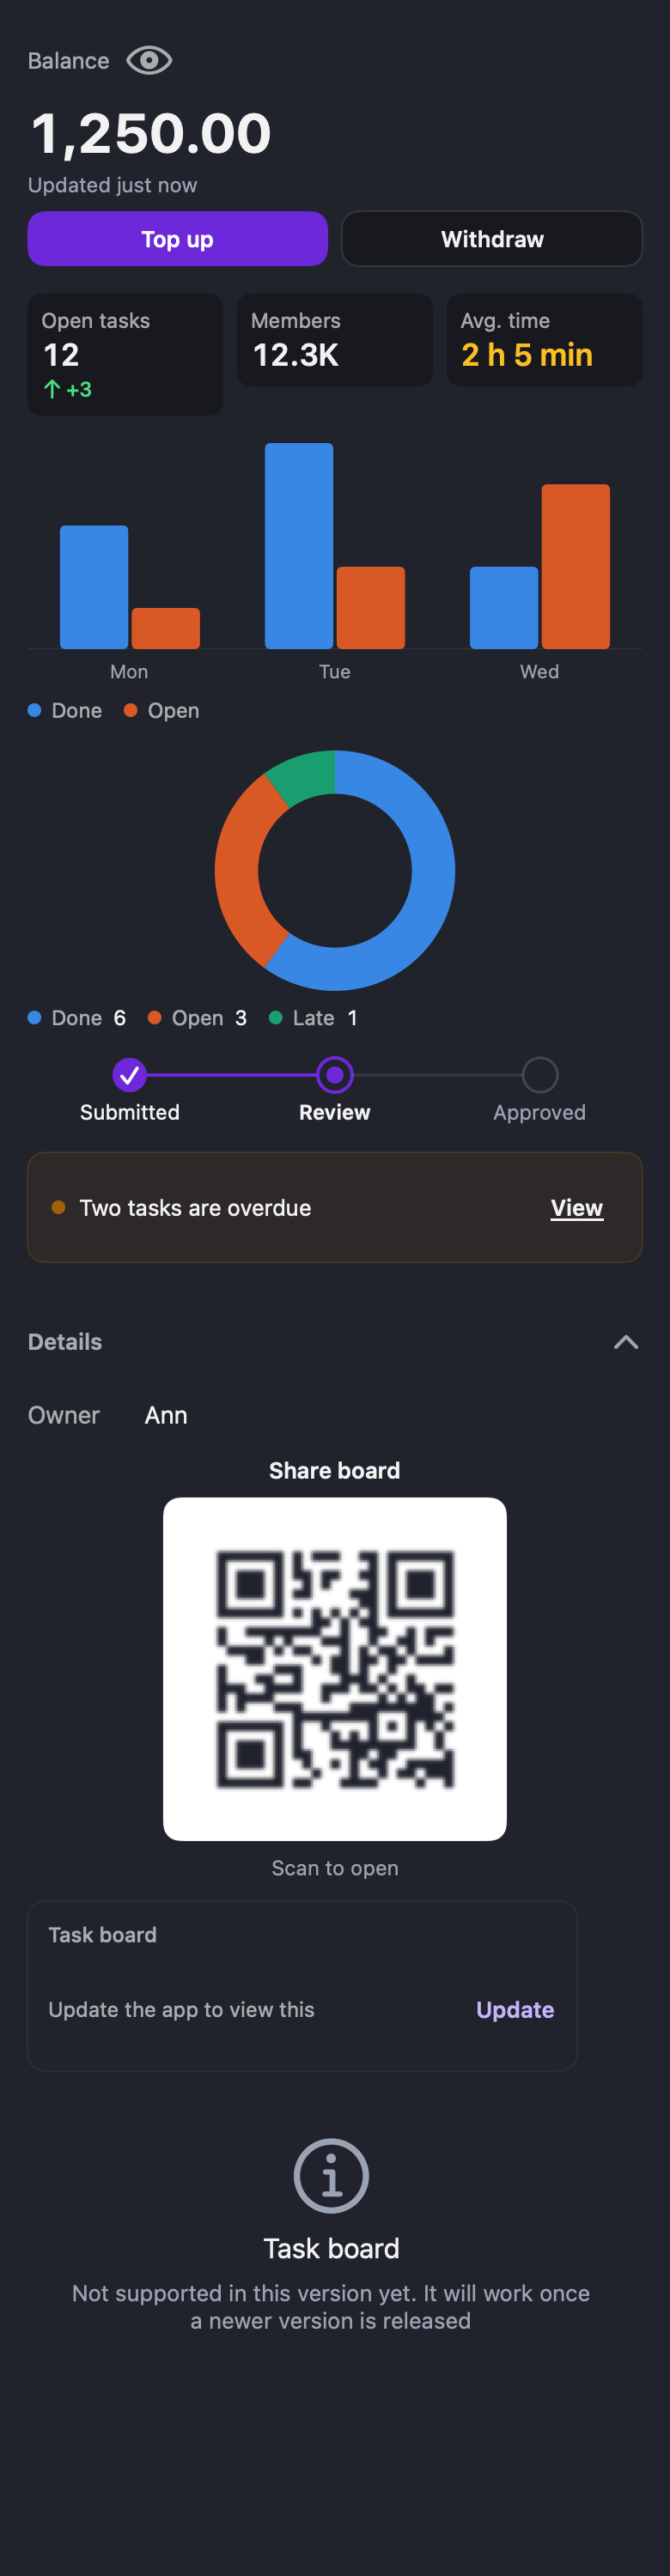 Balance
1,250.00
Updated just now
Top up
Withdraw
Open tasks
12
↑ +3
Members
12.3K
Avg. time
2 h 5 min
Mon
Tue
Wed
Done
Open
Done 6
Open 3
Late 1
Submitted
Review
Approved
Two tasks are overdue
View
Details
Owner
Ann
Share board
Scan to open
Task board
Update the app to view this
Update
Task board
Not supported in this version yet. It will work once
a newer version is released